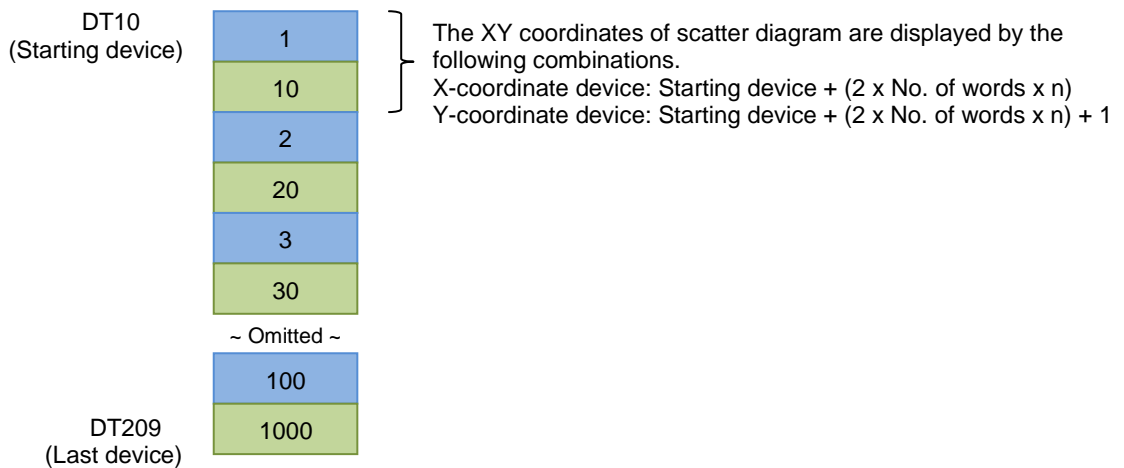 DT10
(Starting device)
1
10
2
20
3
30
~ Omitted ~
100
1000
DT209
(Last device)
The XY coordinates of scatter diagram are displayed by the
following combinations.
X-coordinate device: Starting device + (2 x No. of words x n)
Y-coordinate device: Starting device + (2 x No. of words x n) + 1